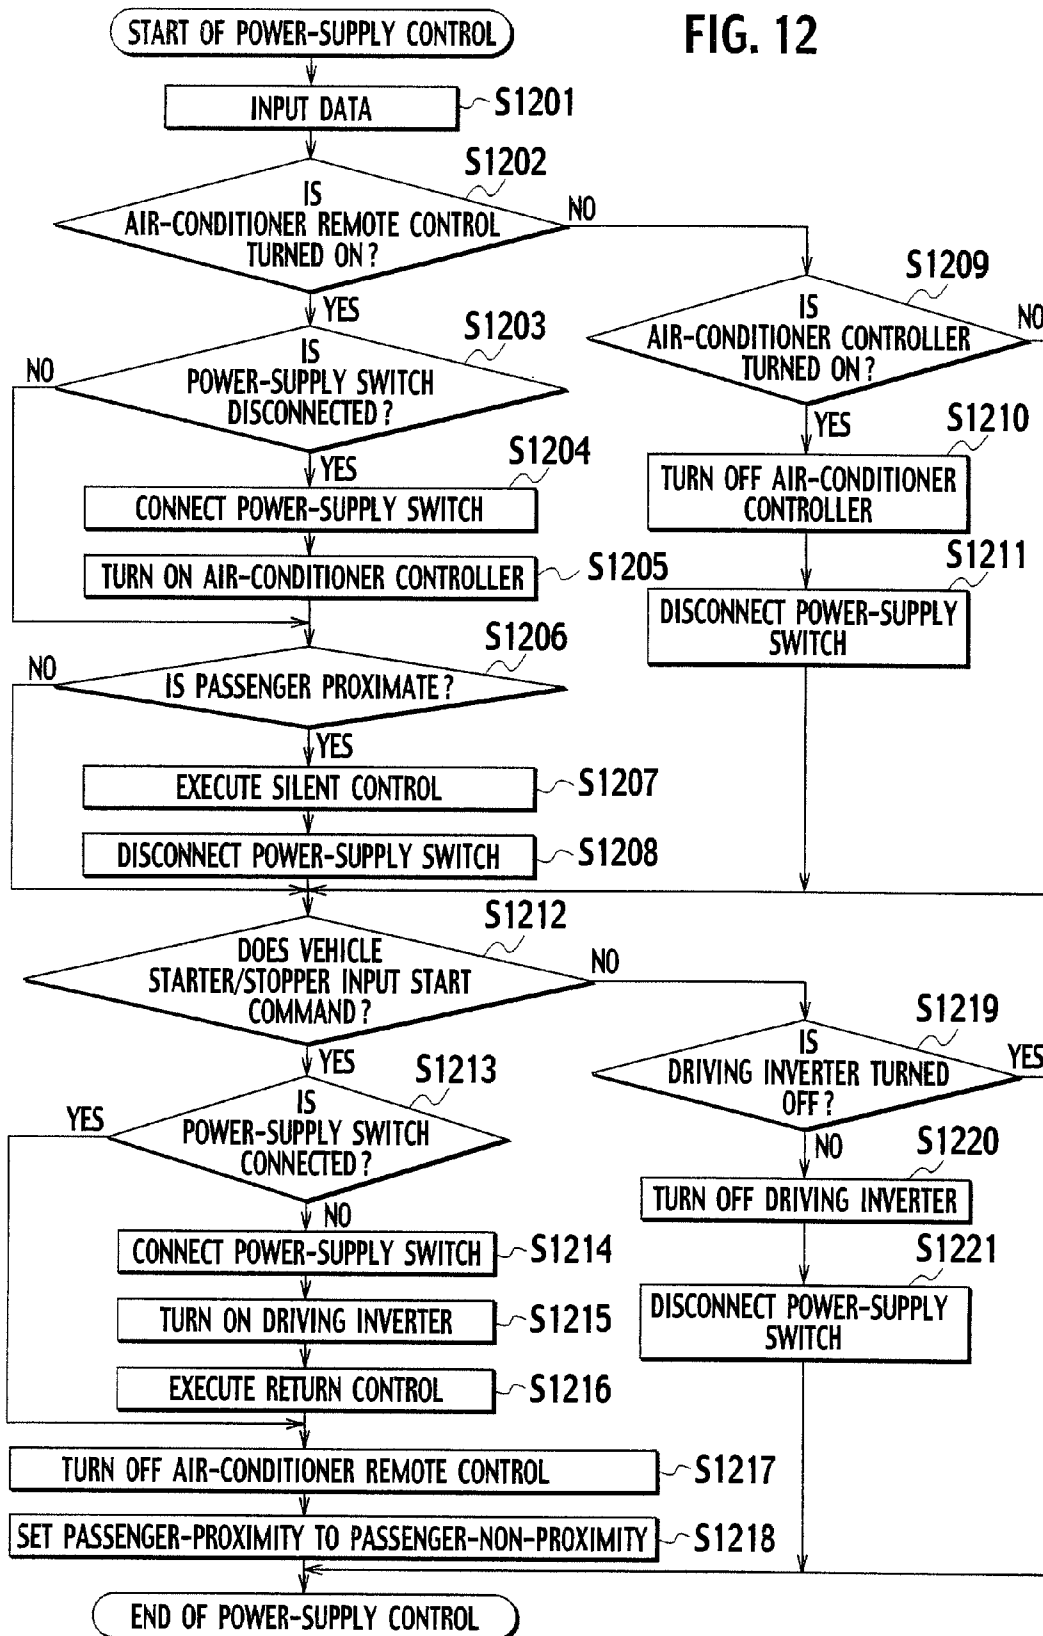 START OF POWER-SUPPLY CONTROL
FIG. 12
INPUT DATA
S1201
S1202
IS
AIR-CONDITIONER REMOTE CONTROL
TURNED ON?
NO
YES
S1203
IS
POWER-SUPPLY SWITCH
DISCONNECTED?
NO
YES
S1204
CONNECT POWER-SUPPLY SWITCH
TURN ON AIR-CONDITIONER CONTROLLER
S1205
S1206
IS PASSENGER PROXIMATE?
NO
YES
EXECUTE SILENT CONTROL
S1207
DISCONNECT POWER-SUPPLY SWITCH
S1208
S1209
IS
AIR-CONDITIONER CONTROLLER
TURNED ON?
NO
YES
S1210
TURN OFF AIR-CONDITIONER
CONTROLLER
S1211
DISCONNECT POWER-SUPPLY
SWITCH
S1212
DOES VEHICLE
STARTER/STOPPER INPUT START
COMMAND?
NO
YES
S1213
IS
POWER-SUPPLY SWITCH
CONNECTED?
YES
NO
CONNECT POWER-SUPPLY SWITCH
S1214
TURN ON DRIVING INVERTER
S1215
EXECUTE RETURN CONTROL
S1216
TURN OFF AIR-CONDITIONER REMOTE CONTROL
S1217
SET PASSENGER-PROXIMITY TO PASSENGER-NON-PROXIMITY
S1218
S1219
IS
DRIVING INVERTER TURNED
OFF?
YES
NO
S1220
TURN OFF DRIVING INVERTER
S1221
DISCONNECT POWER-SUPPLY
SWITCH
END OF POWER-SUPPLY CONTROL